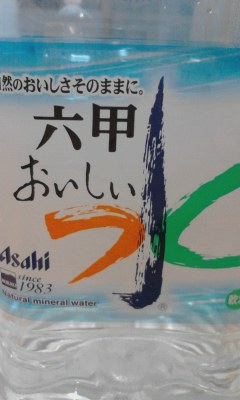 然のおいしさそのままに。
六甲
おいしい
水
Asahi
since
1983
Natural mineral water
®